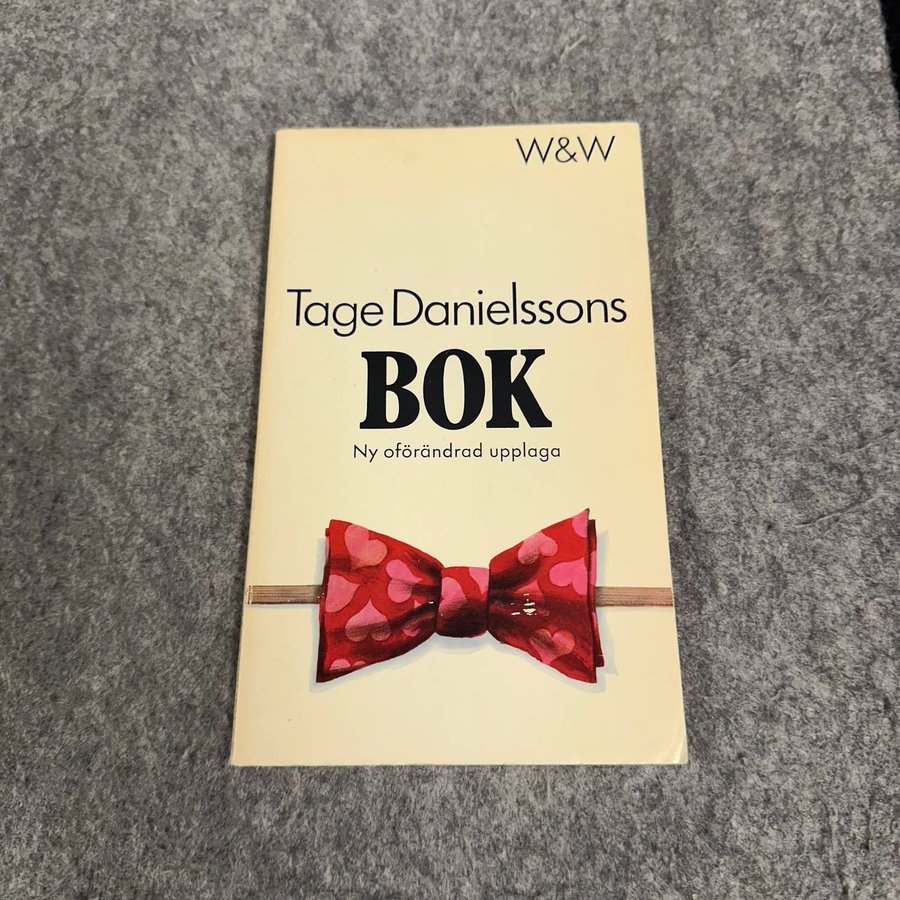 W&W
Tage Danielssons
BOK
Ny oförändrad upplaga